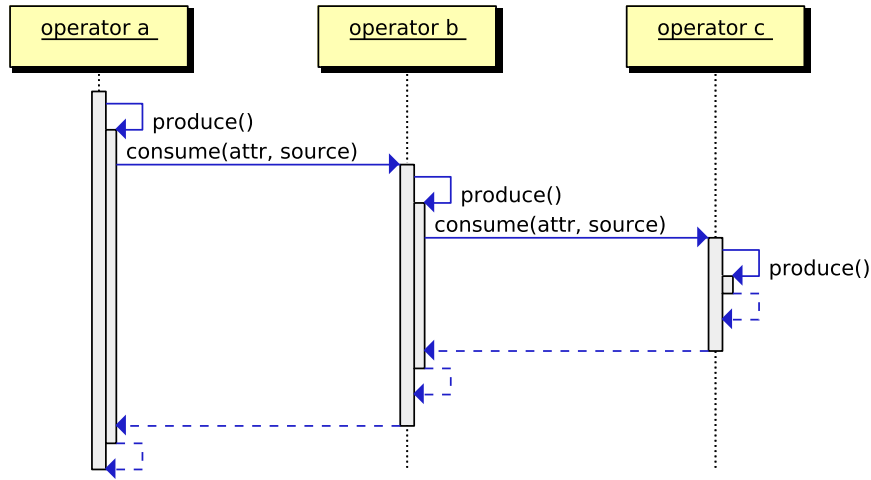 operator a
operator b
operator c
produce()
consume(attr, source)
produce()
consume(attr, source)
produce()